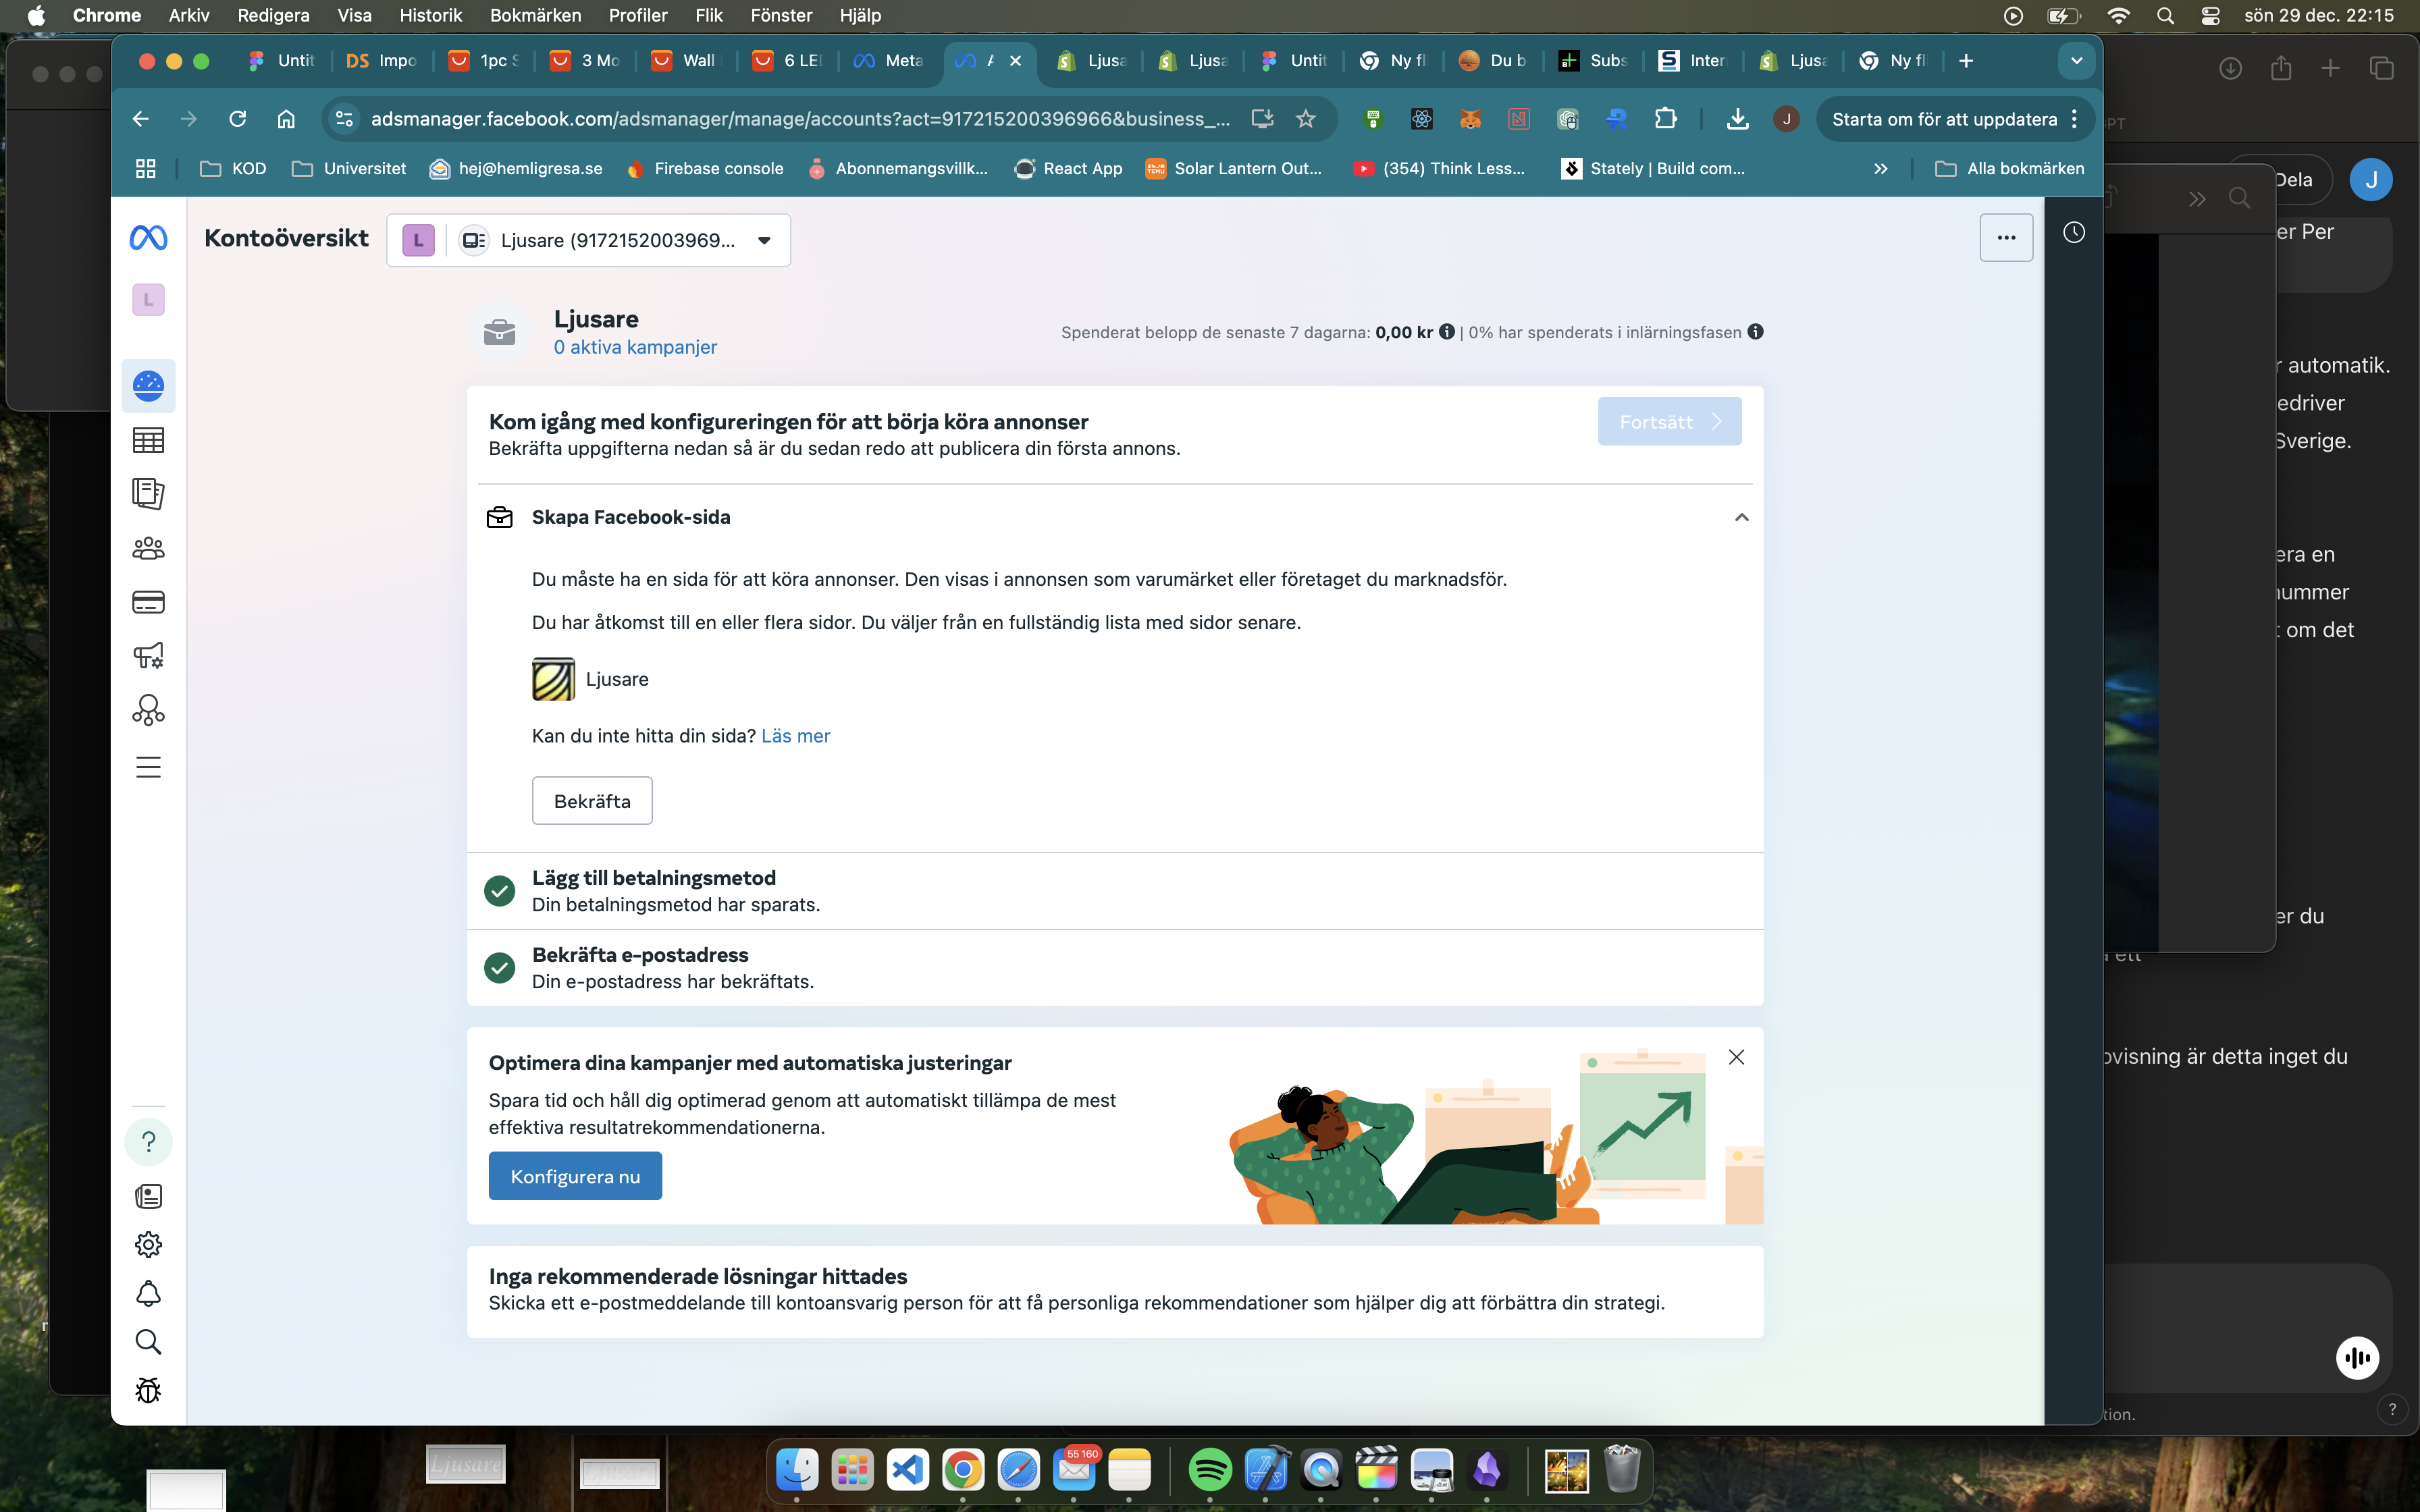 Chrome Arkiv Redigera Visa Historik Bokmärken Profiler Flik Fönster Hjälp sön 29 dec. 22:15
Untit DS Impo 1pc S 3 Mo Wall 6 LEI Meta Ljusa Ljusa Untit Ny fl Du b Subs Inter Ljusa Ny fl
adsmanager.facebook.com/adsmanager/manage/accounts?act=917215200396966&business_... J Starta om för att uppdatera
KOD Universitet hej@hemligresa.se Firebase console Abonnemangsvillk... React App Solar Lantern Out... (354) Think Less... Stately | Build com... Alla bokmärken
Kontoöversikt L Ljusare (9172152003969...
L
Ljusare
0 aktiva kampanjer
Spenderat belopp de senaste 7 dagarna: 0,00 kr | 0% har spenderats i inlärningsfasen
Kom igång med konfigureringen för att börja köra annonser
Bekräfta uppgifterna nedan så är du sedan redo att publicera din första annons.
Fortsätt
Skapa Facebook-sida
Du måste ha en sida för att köra annonser. Den visas i annonsen som varumärket eller företaget du marknadsför.
Du har åtkomst till en eller flera sidor. Du väljer från en fullständig lista med sidor senare.
Ljusare
Kan du inte hitta din sida? Läs mer
Bekräfta
Lägg till betalningsmetod
Din betalningsmetod har sparats.
Bekräfta e-postadress
Din e-postadress har bekräftats.
Optimera dina kampanjer med automatiska justeringar
Spara tid och håll dig optimerad genom att automatiskt tillämpa de mest
effektiva resultatrekommendationerna.
Konfigurera nu
Inga rekommenderade lösningar hittades
Skicka ett e-postmeddelande till kontoansvarig person för att få personliga rekommendationer som hjälper dig att förbättra din strategi.
PT
Dela J
er Per
r automatik.
edriver
Sverige.
era en
nummer
t om det
er du
ett
ovisning är detta inget du
tion.
?
Ljusare
55 160